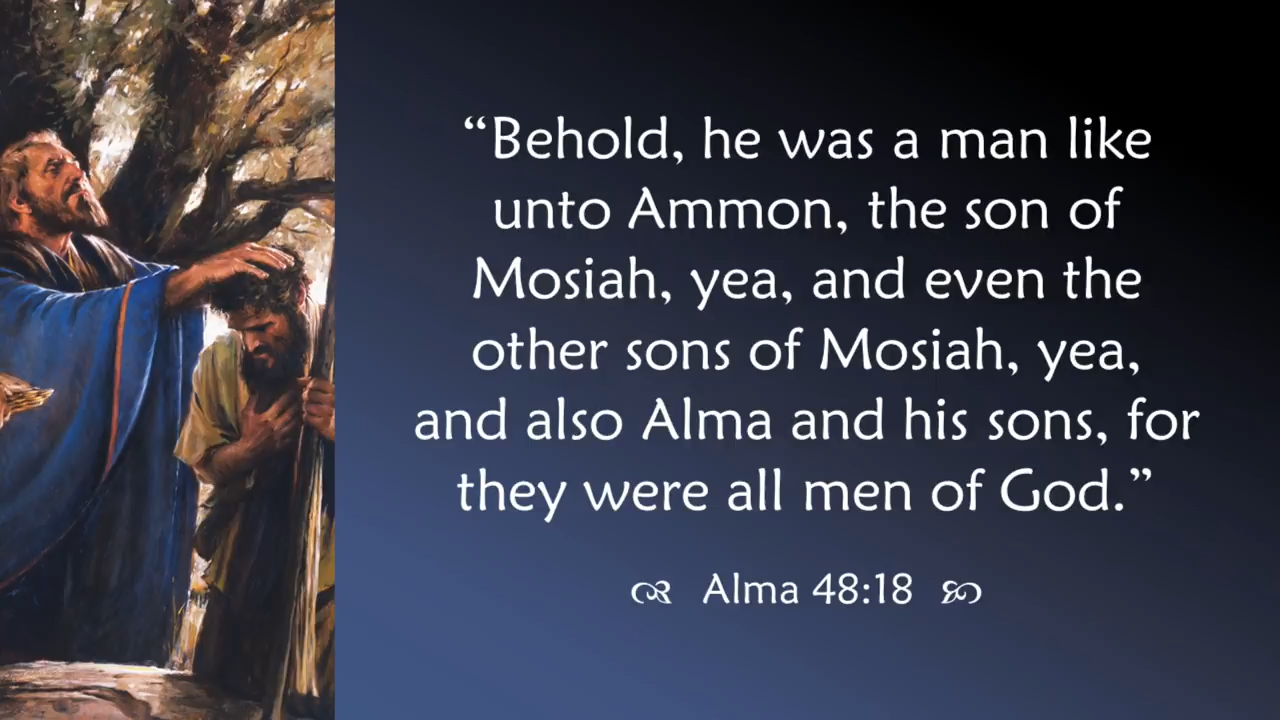 “Behold, he was a man like
unto Ammon, the son of
Mosiah, yea, and even the
other sons of Mosiah, yea,
and also Alma and his sons, for
they were all men of God.”
Alma 48:18